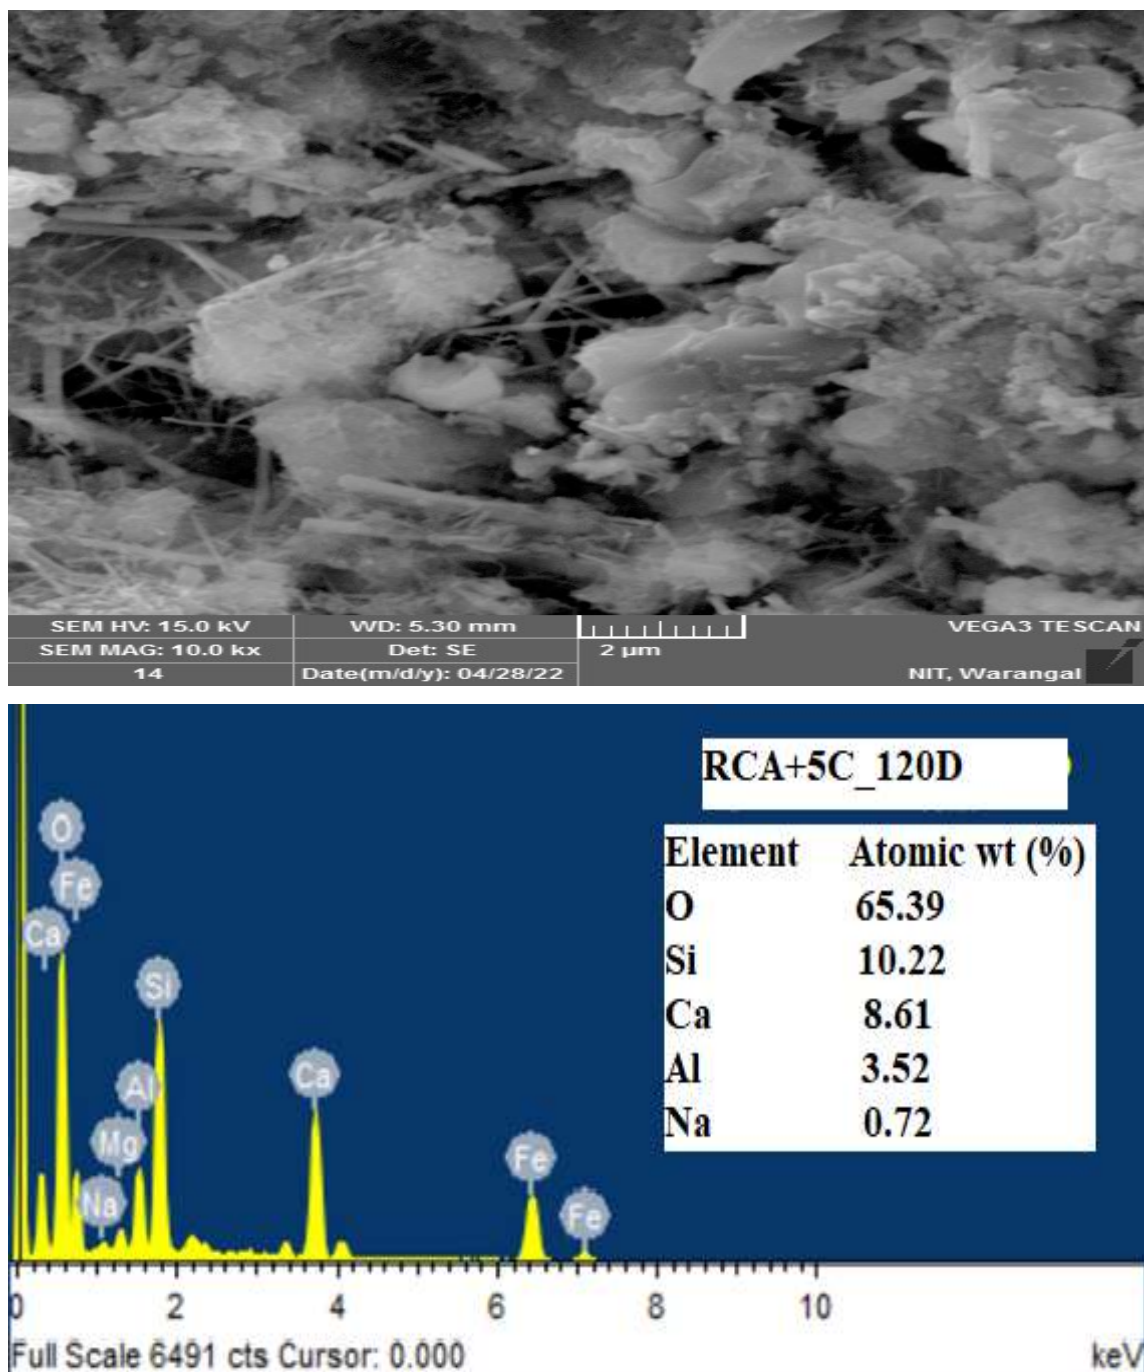 SEM HV: 15.0 kV WD: 5.30 mm VEGA3 TESCAN
SEM MAG: 10.0 kx Det: SE 2 µm
14 Date(m/d/y): 04/28/22 NIT, Warangal
RCA+5C_120D
Element Atomic wt (%)
O 65.39
Si 10.22
Ca 8.61
Al 3.52
Na 0.72
O
Fe
Ca
Si
Al
Mg
Na
Ca
Fe
Fe
0 2 4 6 8 10
Full Scale 6491 cts Cursor: 0.000 keV